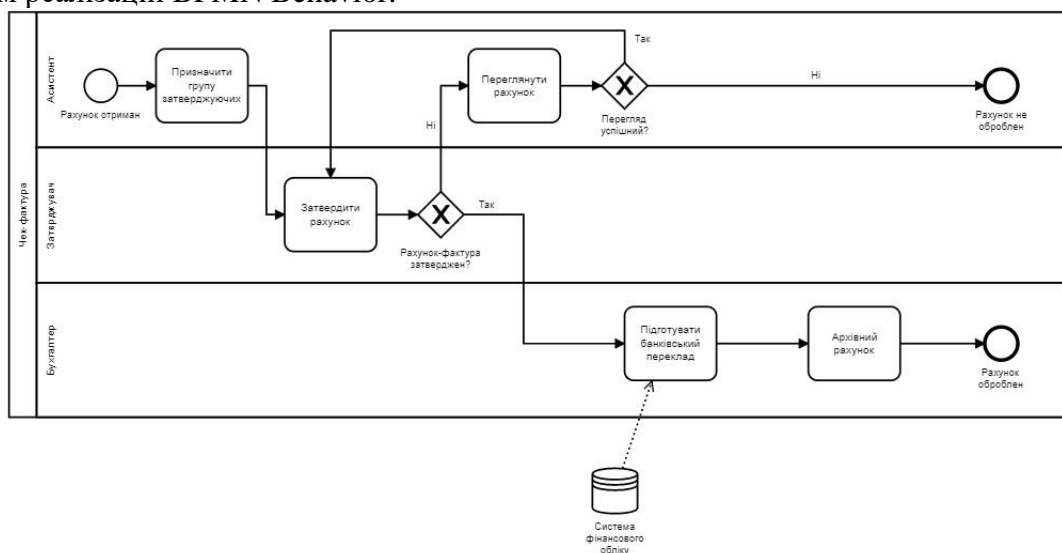 м реалізації BPMN Behavior.
Чек-фактура
Асистент
Рахунок отриман
Призначити
групу
затверджуючих
Ні
Переглянути
рахунок
Так
Перегляд
успішний?
Ні
Рахунок не
оброблен
Затврджувач
Затвердити
рахунок
Так
Рахунок-фактура
затверджен?
Бухгалтер
Підготувати
банківський
переклад
Архівний
рахунок
Рахунок
оброблен
Система
фінансового
обліку